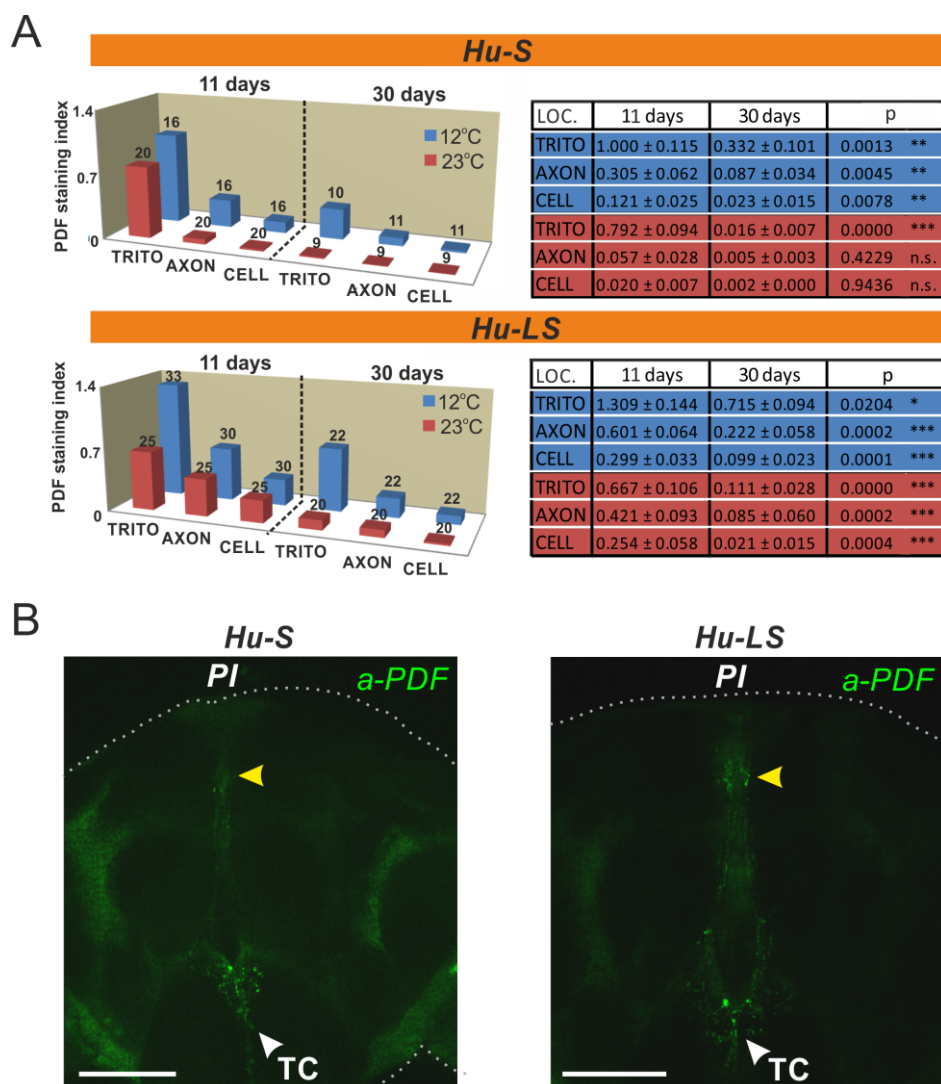 A
Hu-S
11 days
30 days
1.4
0.7
0
PDF staining index
12°C
23°C
16
20
16
20
16
20
10
9
11
9
11
9
TRITO
AXON
CELL
TRITO
AXON
CELL
LOC. 11 days 30 days p
TRITO 1.000 ± 0.115 0.332 ± 0.101 0.0013 **
AXON 0.305 ± 0.062 0.087 ± 0.034 0.0045 **
CELL 0.121 ± 0.025 0.023 ± 0.015 0.0078 **
TRITO 0.792 ± 0.094 0.016 ± 0.007 0.0000 ***
AXON 0.057 ± 0.028 0.005 ± 0.003 0.4229 n.s.
CELL 0.020 ± 0.007 0.002 ± 0.000 0.9436 n.s.
Hu-LS
11 days
30 days
1.4
0.7
0
PDF staining index
12°C
23°C
33
25
30
25
30
25
22
20
22
20
22
20
TRITO
AXON
CELL
TRITO
AXON
CELL
LOC. 11 days 30 days p
TRITO 1.309 ± 0.144 0.715 ± 0.094 0.0204 *
AXON 0.601 ± 0.064 0.222 ± 0.058 0.0002 ***
CELL 0.299 ± 0.033 0.099 ± 0.023 0.0001 ***
TRITO 0.667 ± 0.106 0.111 ± 0.028 0.0000 ***
AXON 0.421 ± 0.093 0.085 ± 0.060 0.0002 ***
CELL 0.254 ± 0.058 0.021 ± 0.015 0.0004 ***
B
Hu-S
PI
a-PDF
TC
Hu-LS
PI
a-PDF
TC